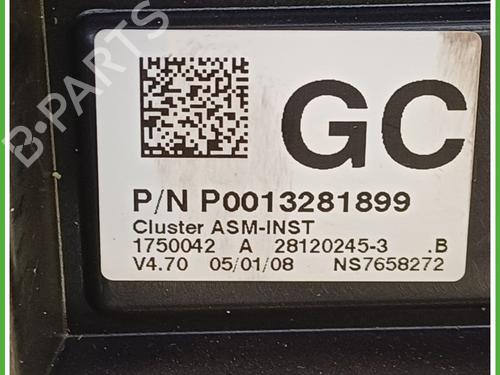 B-PARTS
GC
P/N P0013281899
Cluster ASM-INST
1750042 A 28120245-3 .B
V4.70 05/01/08 NS7658272